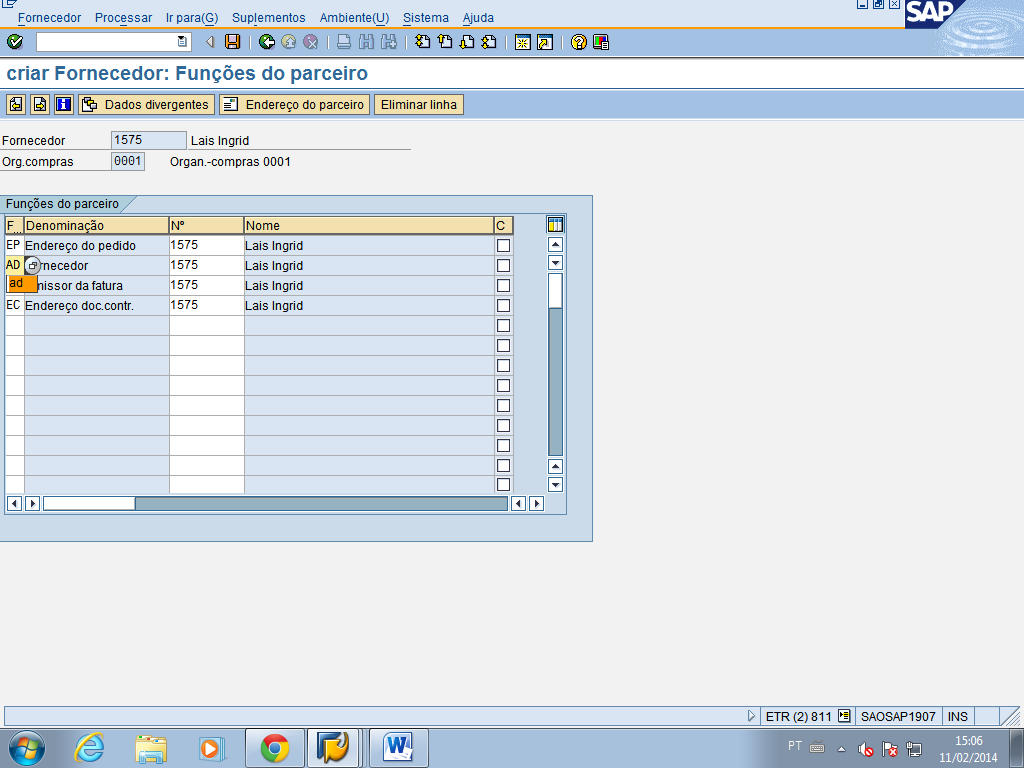 Fornecedor Processar Ir para(G) Suplementos Ambiente(U) Sistema Ajuda
SAP
criar Fornecedor: Funções do parceiro
Dados divergentes Endereço do parceiro Eliminar linha
Fornecedor 1575 Lais Ingrid
Org.compras 0001 Organ.-compras 0001
Funções do parceiro
F... Denominação Nº Nome C
EP Endereço do pedido 1575 Lais Ingrid
AD rnecedor 1575 Lais Ingrid
ad missor da fatura 1575 Lais Ingrid
EC Endereço doc.contr. 1575 Lais Ingrid
ETR (2) 811 SAOSAP1907 INS
PT 15:06
11/02/2014